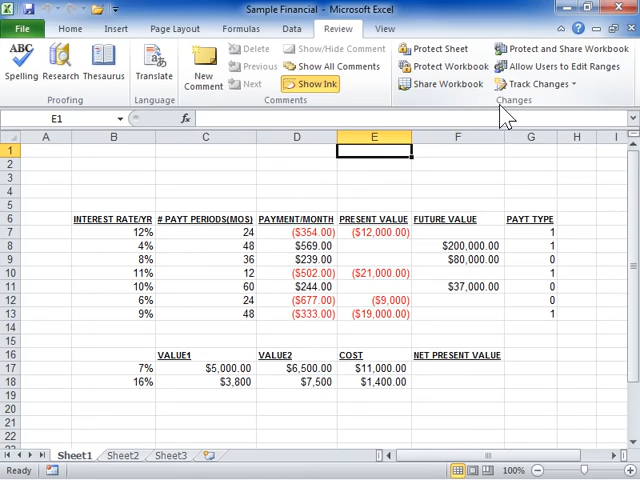 Sample Financial - Microsoft Excel
File Home Insert Page Layout Formulas Data Review View
ABC
Spelling Research Thesaurus
Proofing
Translate
Language
New Comment
Delete
Previous
Next
Show/Hide Comment
Show All Comments
Show Ink
Comments
Protect Sheet
Protect Workbook
Share Workbook
Protect and Share Workbook
Allow Users to Edit Ranges
Track Changes
Changes
E1 fx
A B C D E F G H I
1
2
3
4
5
6 INTEREST RATE/YR # PAYT PERIODS(MOS) PAYMENT/MONTH PRESENT VALUE FUTURE VALUE PAYT TYPE
7 12% 24 ($354.00) ($12,000.00) 1
8 4% 48 $569.00 $200,000.00 1
9 8% 36 $239.00 $80,000.00 0
10 11% 12 ($502.00) ($21,000.00) 1
11 10% 60 $244.00 $37,000.00 0
12 6% 24 ($677.00) ($9,000) 0
13 9% 48 ($333.00) ($19,000.00) 1
14
15
16 VALUE1 VALUE2 COST NET PRESENT VALUE
17 7% $5,000.00 $6,500.00 $11,000.00
18 16% $3,800 $7,500 $1,400.00
19
20
21
22
Sheet1 Sheet2 Sheet3
Ready 100%